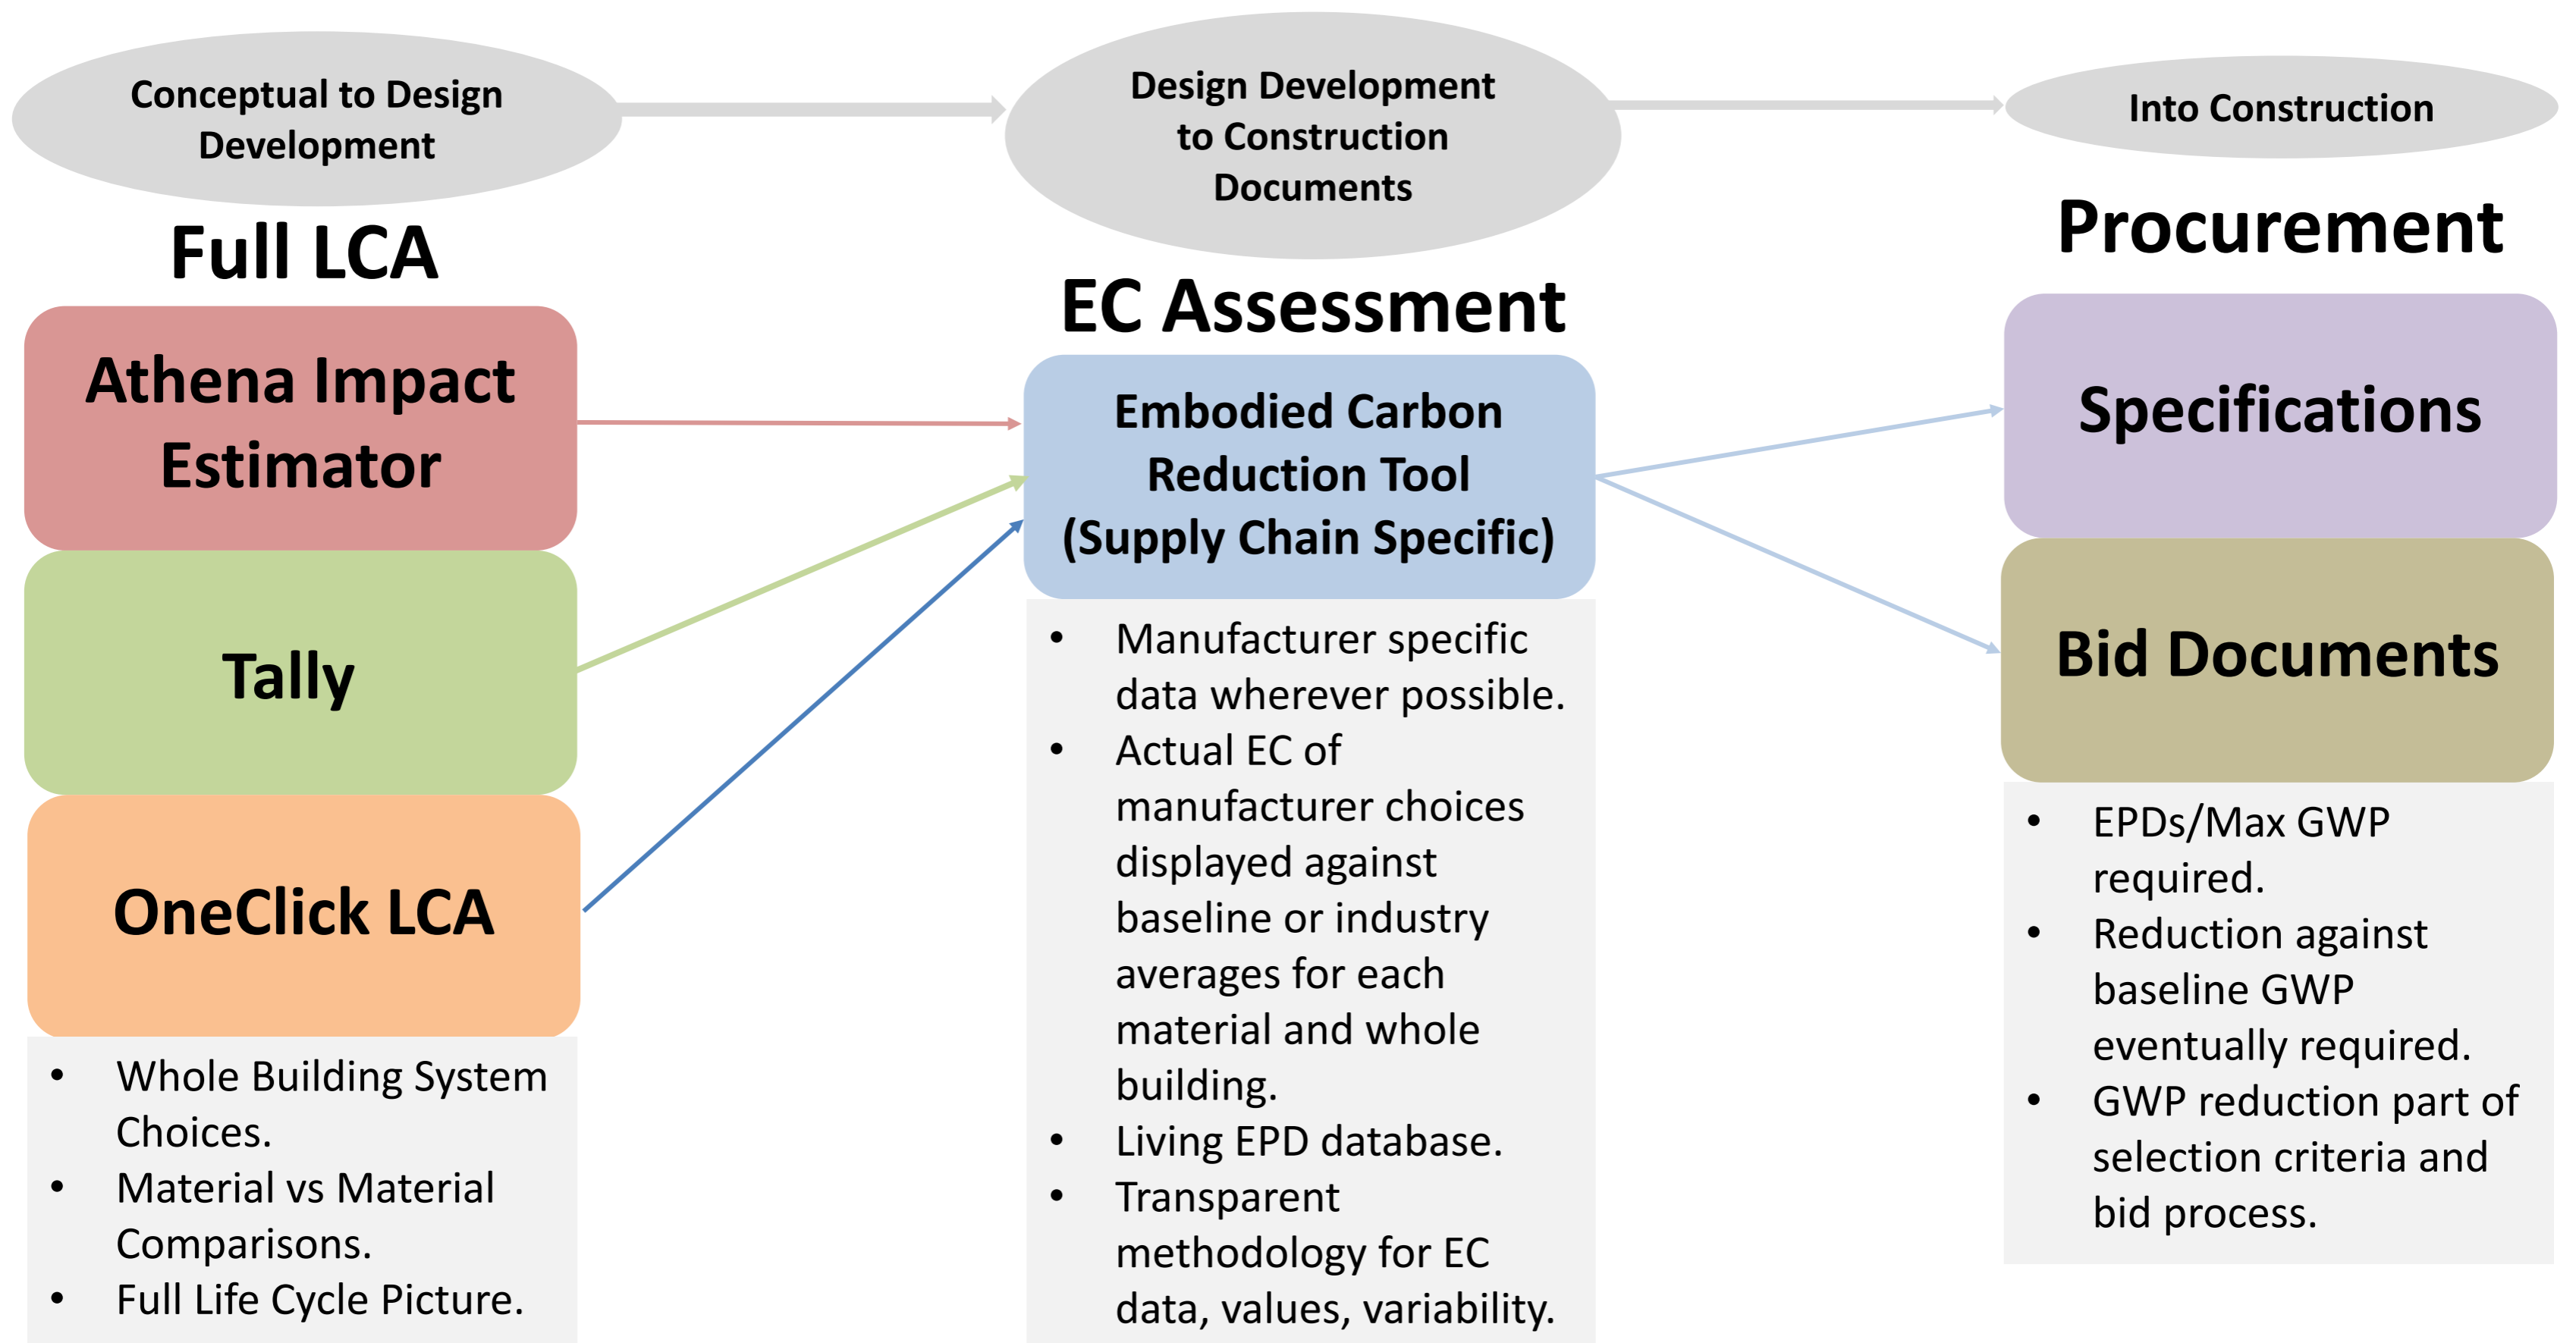 Conceptual to Design
Development
Design Development
to Construction
Documents
Into Construction
Full LCA
Athena Impact
Estimator
Tally
OneClick LCA
• Whole Building System
Choices.
• Material vs Material
Comparisons.
• Full Life Cycle Picture.
EC Assessment
Embodied Carbon
Reduction Tool
(Supply Chain Specific)
• Manufacturer specific
data wherever possible.
• Actual EC of
manufacturer choices
displayed against
baseline or industry
averages for each
material and whole
building.
• Living EPD database.
• Transparent
methodology for EC
data, values, variability.
Procurement
Specifications
Bid Documents
• EPDs/Max GWP
required.
• Reduction against
baseline GWP
eventually required.
• GWP reduction part of
selection criteria and
bid process.